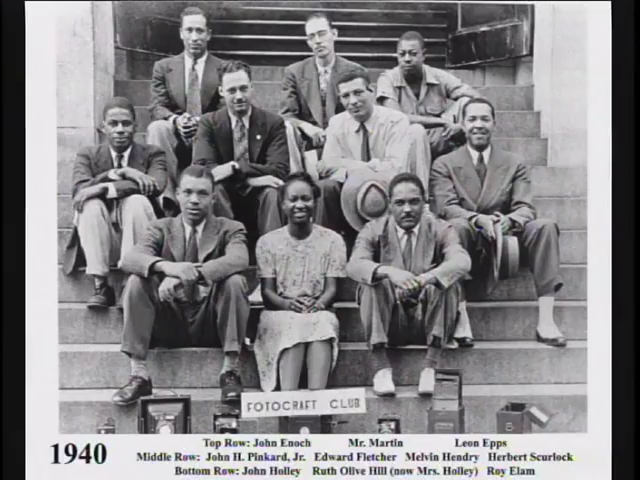 FOTOCRAFT CLUB
1940
Top Row: John Enoch Mr. Martin Leon Epps
Middle Row: John H. Pinkard, Jr. Edward Fletcher Melvin Hendry Herbert Scurlock
Bottom Row: John Holley Ruth Olive Hill (now Mrs. Holley) Roy Elam